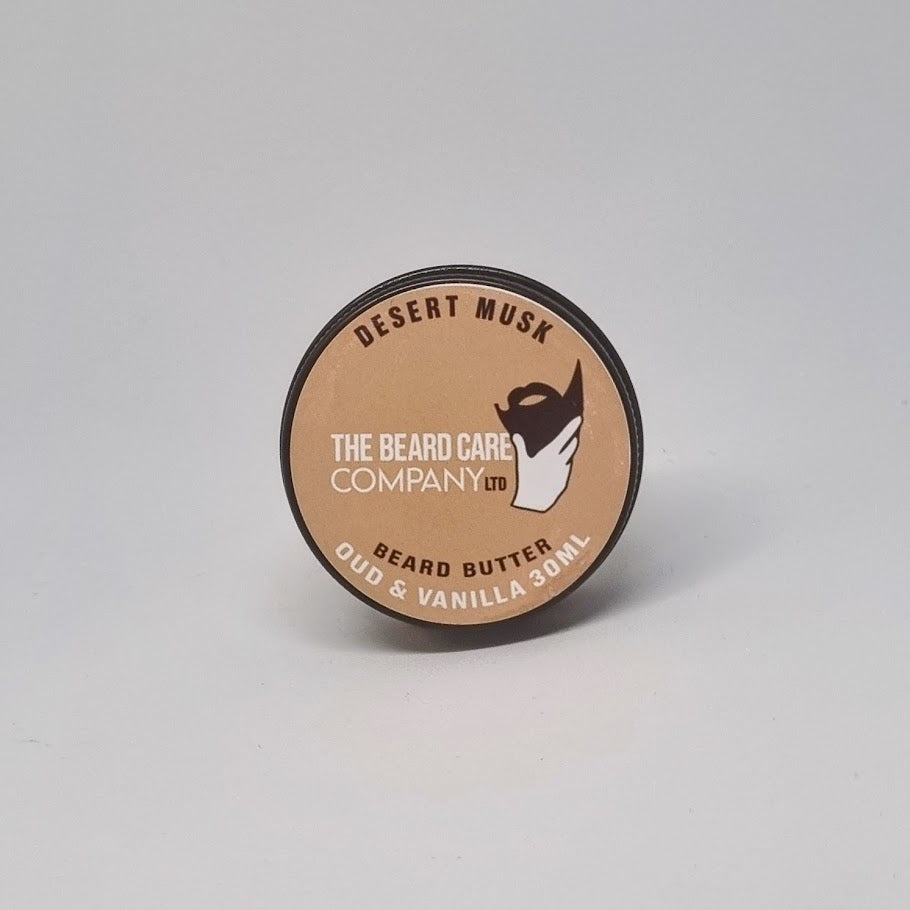 DESERT MUSK
THE BEARD CARE
COMPANY LTD
BEARD BUTTER
OUD & VANILLA 30ML